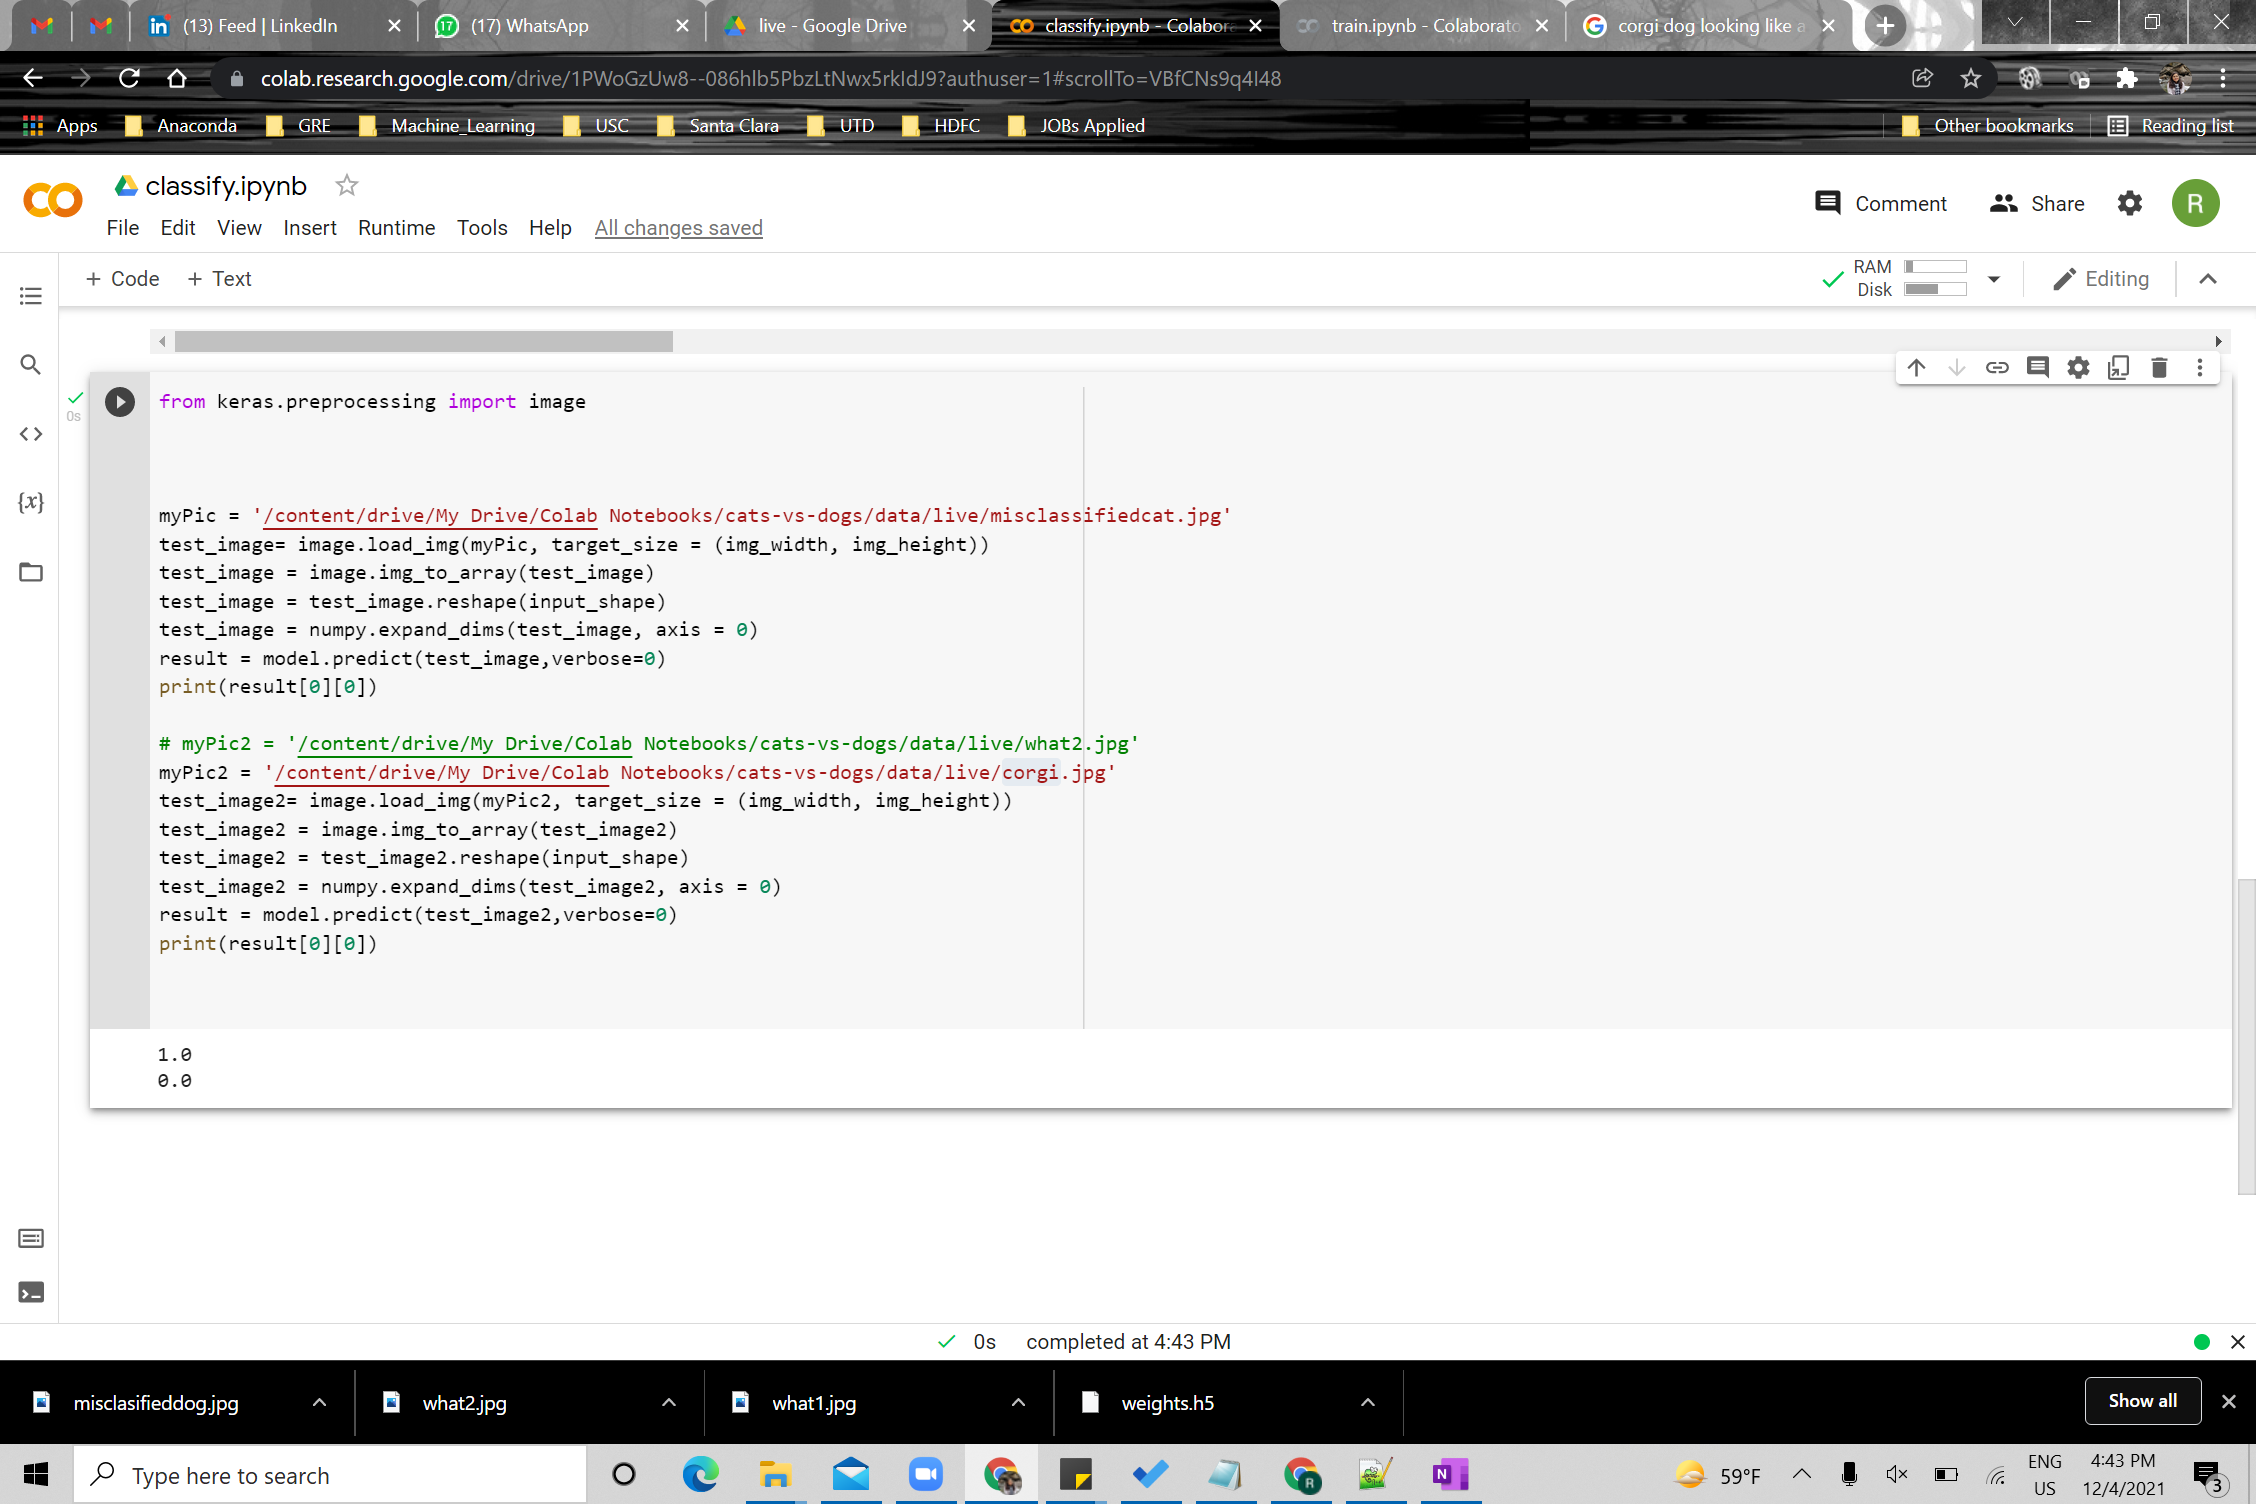 (13) Feed | LinkedIn
(17) WhatsApp
live - Google Drive
classify.ipynb - Colabor
train.ipynb - Colaborato
corgi dog looking like a
colab.research.google.com/drive/1PWoGzUw8--086hlb5PbzLtNwx5rkIdJ9?authuser=1#scrollTo=VBfCNs9q4I48
Apps Anaconda GRE Machine_Learning USC Santa Clara UTD HDFC JOBs Applied Other bookmarks Reading list
classify.ipynb
Comment Share R
File Edit View Insert Runtime Tools Help All changes saved
+ Code + Text
RAM
Disk
Editing
0s
from keras.preprocessing import image
myPic = '/content/drive/My Drive/Colab Notebooks/cats-vs-dogs/data/live/misclassifiedcat.jpg'
test_image= image.load_img(myPic, target_size = (img_width, img_height))
test_image = image.img_to_array(test_image)
test_image = test_image.reshape(input_shape)
test_image = numpy.expand_dims(test_image, axis = 0)
result = model.predict(test_image,verbose=0)
print(result[0][0])
# myPic2 = '/content/drive/My Drive/Colab Notebooks/cats-vs-dogs/data/live/what2.jpg'
myPic2 = '/content/drive/My Drive/Colab Notebooks/cats-vs-dogs/data/live/corgi.jpg'
test_image2= image.load_img(myPic2, target_size = (img_width, img_height))
test_image2 = image.img_to_array(test_image2)
test_image2 = test_image2.reshape(input_shape)
test_image2 = numpy.expand_dims(test_image2, axis = 0)
result = model.predict(test_image2,verbose=0)
print(result[0][0])
1.0
0.0
0s completed at 4:43 PM
misclasifieddog.jpg what2.jpg what1.jpg weights.h5 Show all
Type here to search
59°F
ENG
US
4:43 PM
12/4/2021
3